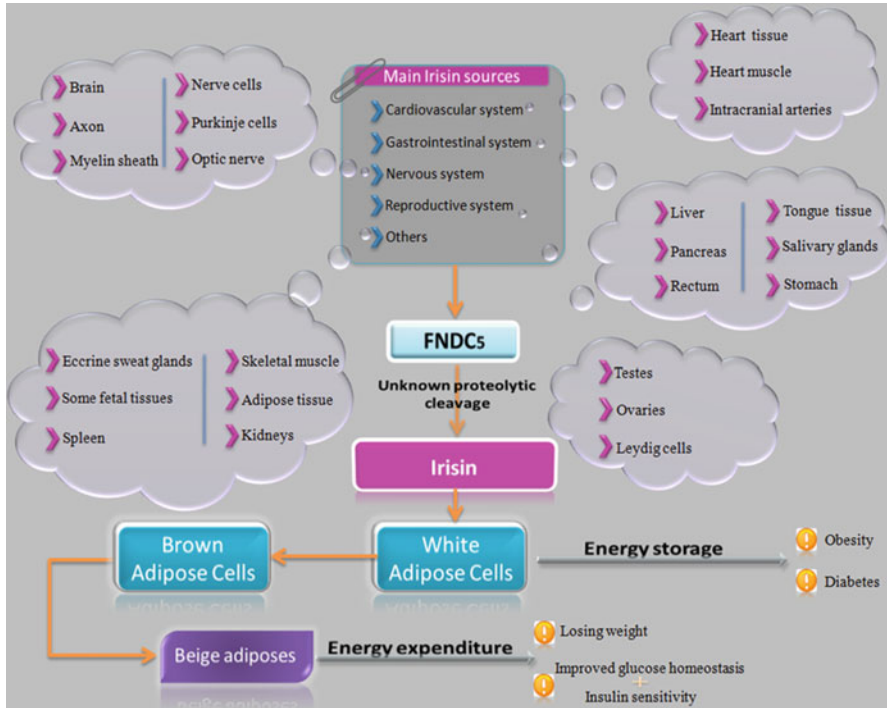 Main Irisin sources
Cardiovascular system
Gastrointestinal system
Nervous system
Reproductive system
Others
Brain
Axon
Myelin sheath
Nerve cells
Purkinje cells
Optic nerve
Heart tissue
Heart muscle
Intracranial arteries
Liver
Pancreas
Rectum
Tongue tissue
Salivary glands
Stomach
Eccrine sweat glands
Some fetal tissues
Spleen
Skeletal muscle
Adipose tissue
Kidneys
Testes
Ovaries
Leydig cells
FNDC5
Unknown proteolytic
cleavage
Irisin
White
Adipose Cells
Energy storage
Obesity
Diabetes
Brown
Adipose Cells
Beige adiposes
Energy expenditure
Losing weight
Improved glucose homeostasis
+
Insulin sensitivity